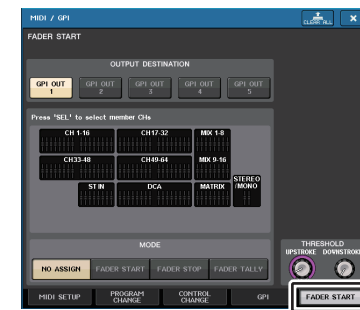 MIDI / GPI
CLEAR ALL
FADER START
OUTPUT DESTINATION
GPI OUT 1
GPI OUT 2
GPI OUT 3
GPI OUT 4
GPI OUT 5
Press 'SEL' to select member CHs
CH 1-16
CH17-32
MIX 1-8
CH33-48
CH49-64
MIX 9-16
STEREO /MONO
ST IN
DCA
MATRIX
MODE
NO ASSIGN
FADER START
FADER STOP
FADER TALLY
THRESHOLD
UPSTROKE
DOWNSTROKE
MIDI SETUP
PROGRAM CHANGE
CONTROL CHANGE
GPI
FADER START